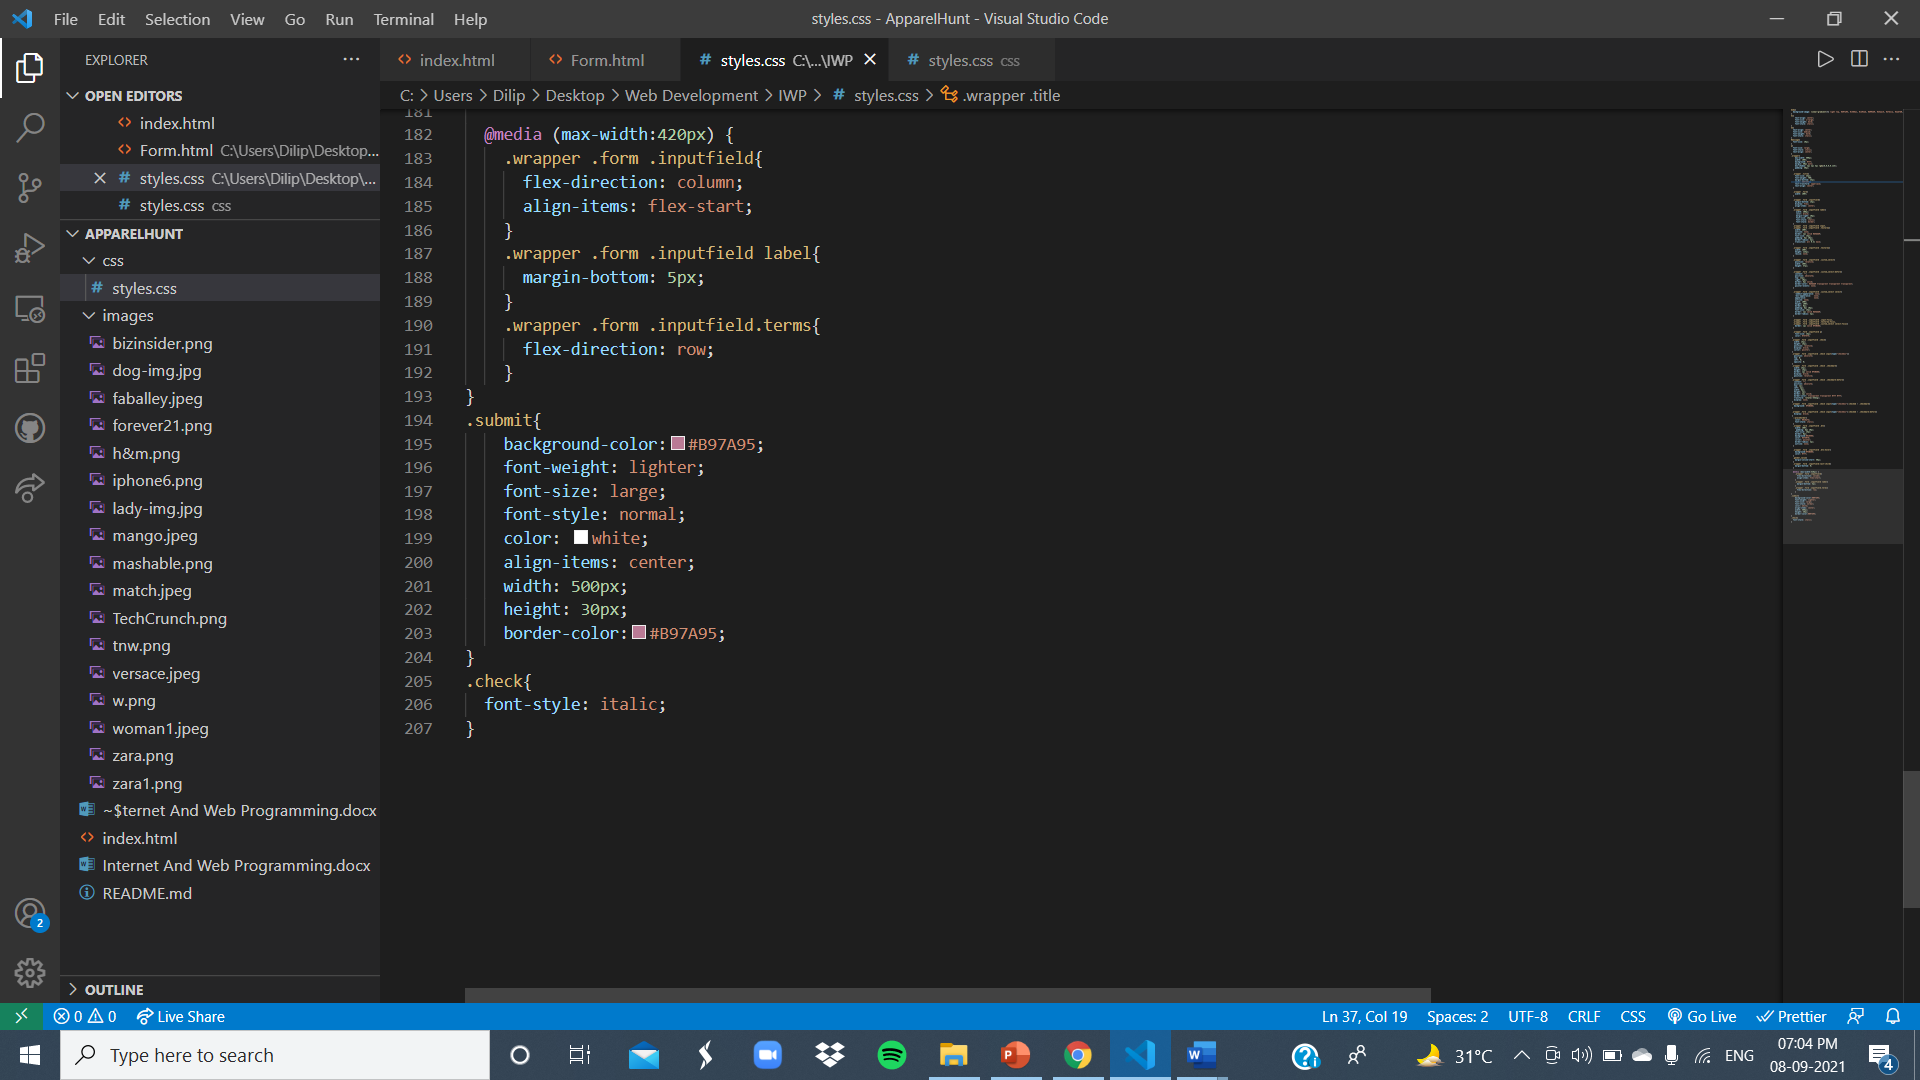 File Edit Selection View Go Run Terminal Help
styles.css - ApparelHunt - Visual Studio Code
EXPLORER
OPEN EDITORS
index.html
Form.html C:\Users\Dilip\Desktop...
styles.css C:\Users\Dilip\Desktop\...
styles.css css
APPARELHUNT
css
styles.css
images
bizinsider.png
dog-img.jpg
faballey.jpeg
forever21.png
h&m.png
iphone6.png
lady-img.jpg
mango.jpeg
mashable.png
match.jpeg
TechCrunch.png
tnw.png
versace.jpeg
w.png
woman1.jpeg
zara.png
zara1.png
~$ternet And Web Programming.docx
index.html
Internet And Web Programming.docx
README.md
OUTLINE
index.html Form.html styles.css C:\...\IWP styles.css css
C: > Users > Dilip > Desktop > Web Development > IWP > styles.css > .wrapper .title
181
182 @media (max-width:420px) {
183 .wrapper .form .inputfield{
184 flex-direction: column;
185 align-items: flex-start;
186 }
187 .wrapper .form .inputfield label{
188 margin-bottom: 5px;
189 }
190 .wrapper .form .inputfield.terms{
191 flex-direction: row;
192 }
193 }
194 .submit{
195 background-color: #B97A95;
196 font-weight: lighter;
197 font-size: large;
198 font-style: normal;
199 color: white;
200 align-items: center;
201 width: 500px;
202 height: 30px;
203 border-color: #B97A95;
204 }
205 .check{
206 font-style: italic;
207 }
2
0 0 Live Share
Ln 37, Col 19 Spaces: 2 UTF-8 CRLF CSS Go Live Prettier
Type here to search
31°C ENG
07:04 PM
08-09-2021
4